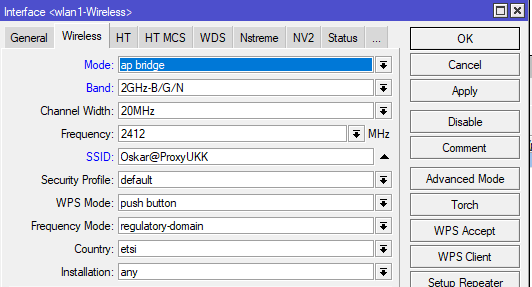 Interface <wlan1-Wireless>
General Wireless HT HT MCS WDS Nstreme NV2 Status ...
Mode: ap bridge
Band: 2GHz-B/G/N
Channel Width: 20MHz
Frequency: 2412 MHz
SSID: Oskar@ProxyUKK
Security Profile: default
WPS Mode: push button
Frequency Mode: regulatory-domain
Country: etsi
Installation: any
OK
Cancel
Apply
Disable
Comment
Advanced Mode
Torch
WPS Accept
WPS Client
Setup Repeater